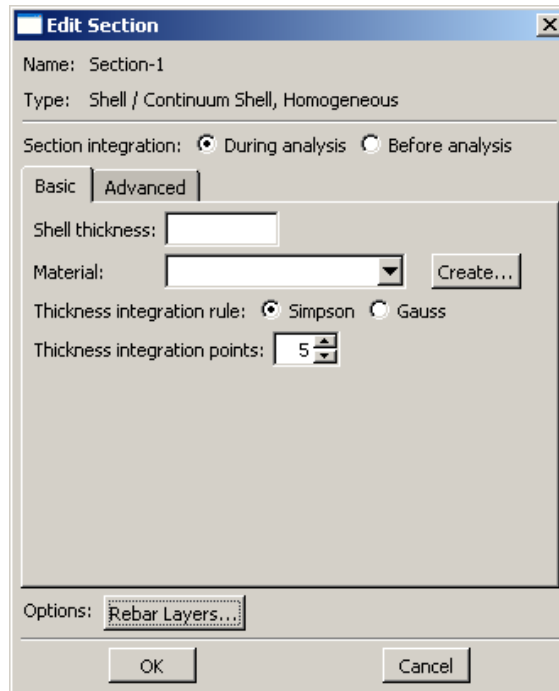 Edit Section
Name: Section-1
Type: Shell / Continuum Shell, Homogeneous
Section integration: During analysis Before analysis
Basic Advanced
Shell thickness:
Material: Create...
Thickness integration rule: Simpson Gauss
Thickness integration points: 5
Options: Rebar Layers...
OK Cancel